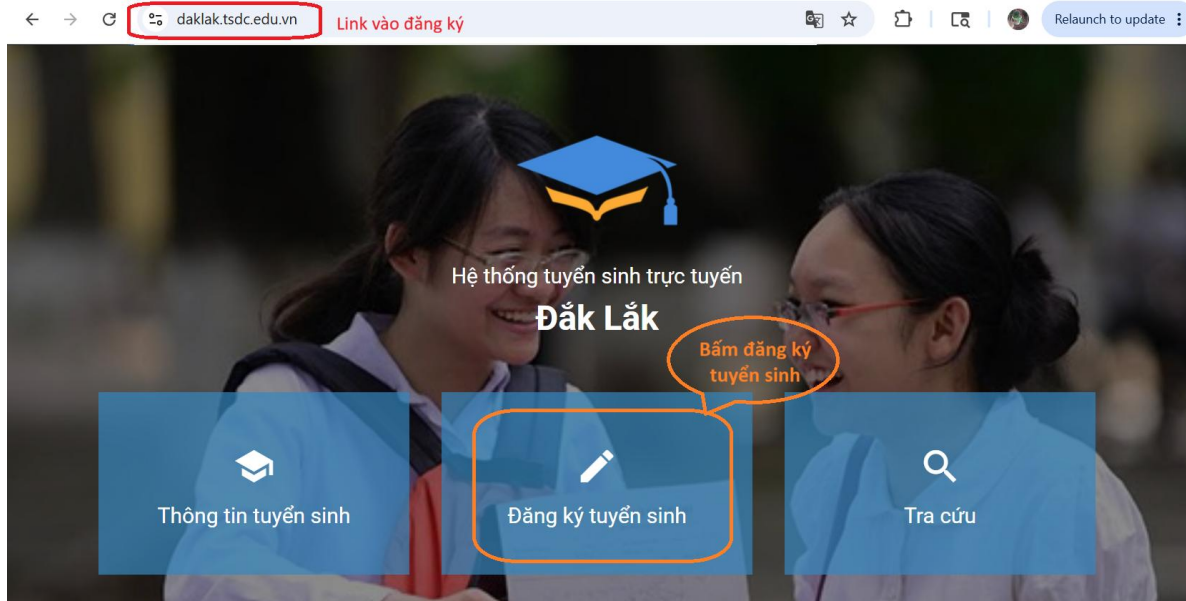 daklak.tsdc.edu.vn
Link vào đăng ký
Relaunch to update
Hệ thống tuyển sinh trực tuyến
Đắk Lắk
Bấm đăng ký
tuyển sinh
Thông tin tuyển sinh
Đăng ký tuyển sinh
Tra cứu